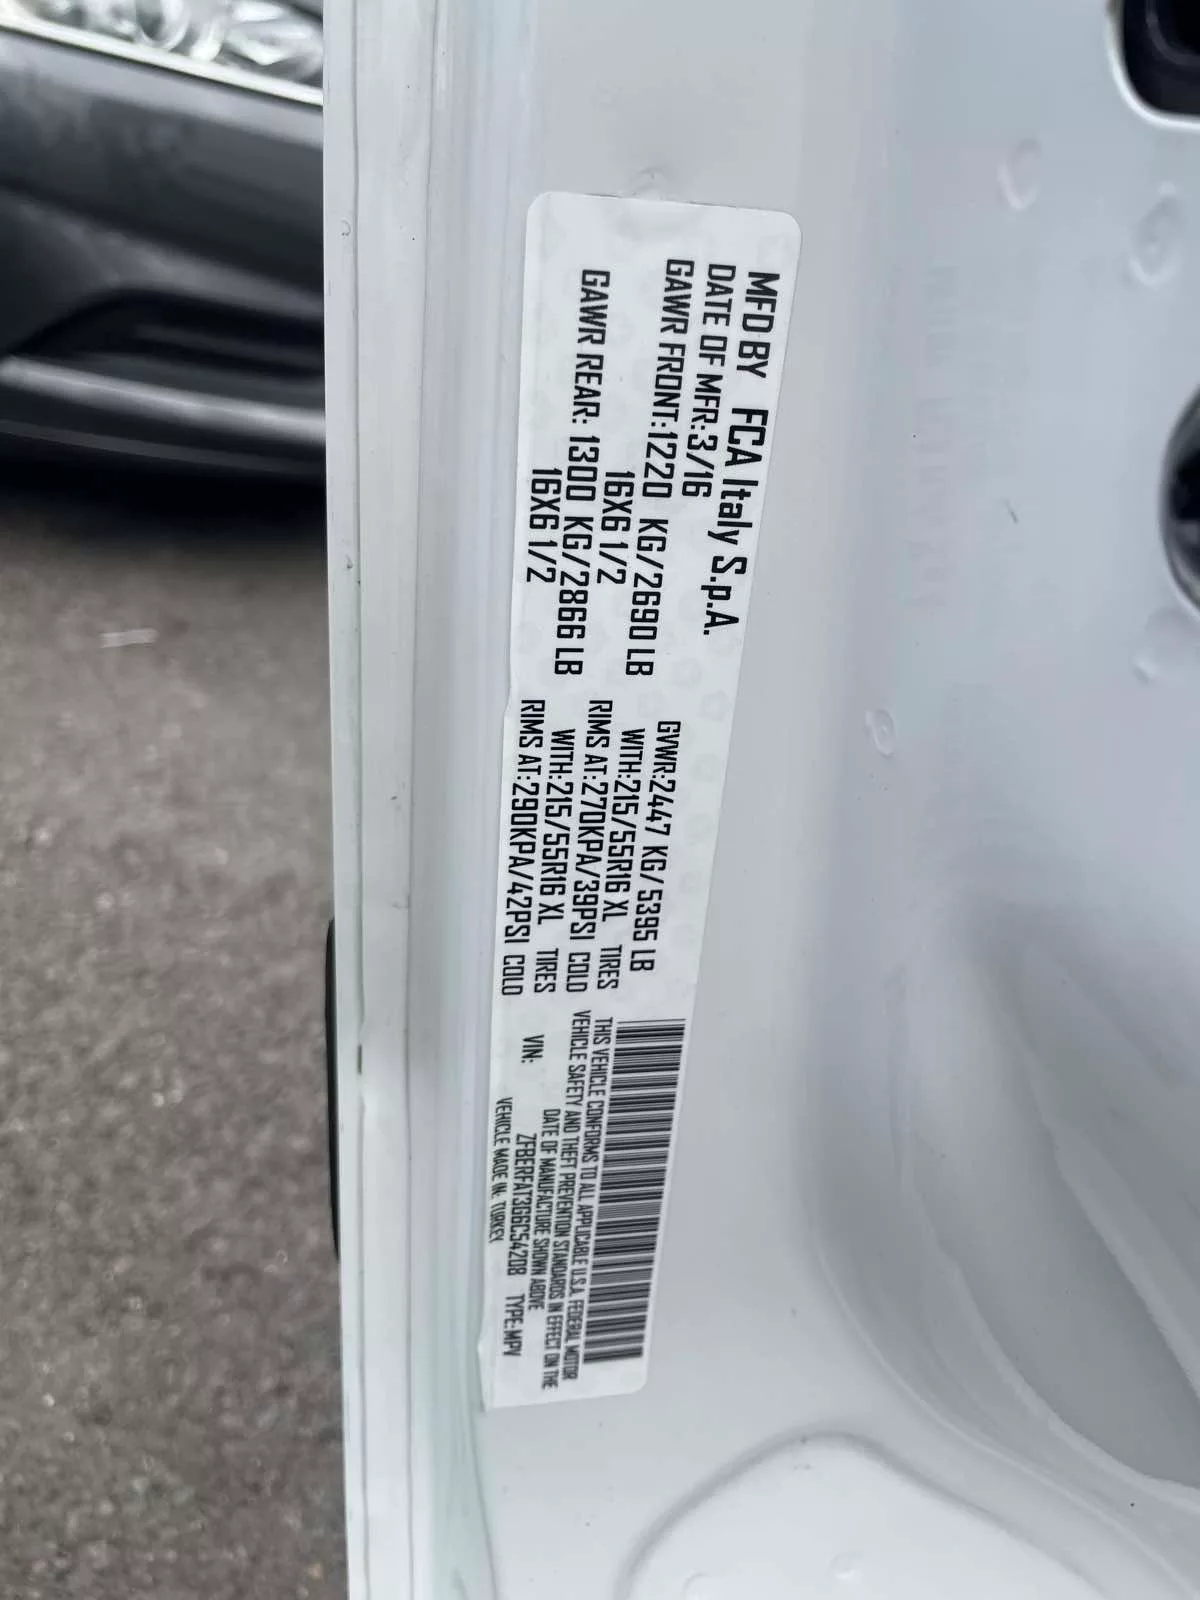 MFD BY FCA Italy S.p.A.
DATE OF MFR:3/16
GAWR FRONT:1220 KG/2690 LB
16X6 1/2
GAWR REAR: 1300 KG/2866 LB
16X6 1/2
GVWR:2447 KG/5395 LB
WITH:215/55R16 XL TIRES
RIMS AT:270KPA/39PSI COLD
WITH:215/55R16 XL TIRES
RIMS AT:290KPA/42PSI COLD
THIS VEHICLE CONFORMS TO ALL APPLICABLE U.S.A. FEDERAL MOTOR
VEHICLE SAFETY AND THEFT PREVENTION STANDARDS IN EFFECT ON THE
DATE OF MANUFACTURE SHOWN ABOVE
VIN: ZFBERFAT3G6C54208 TYPE:MPV
VEHICLE MADE IN: TURKEY